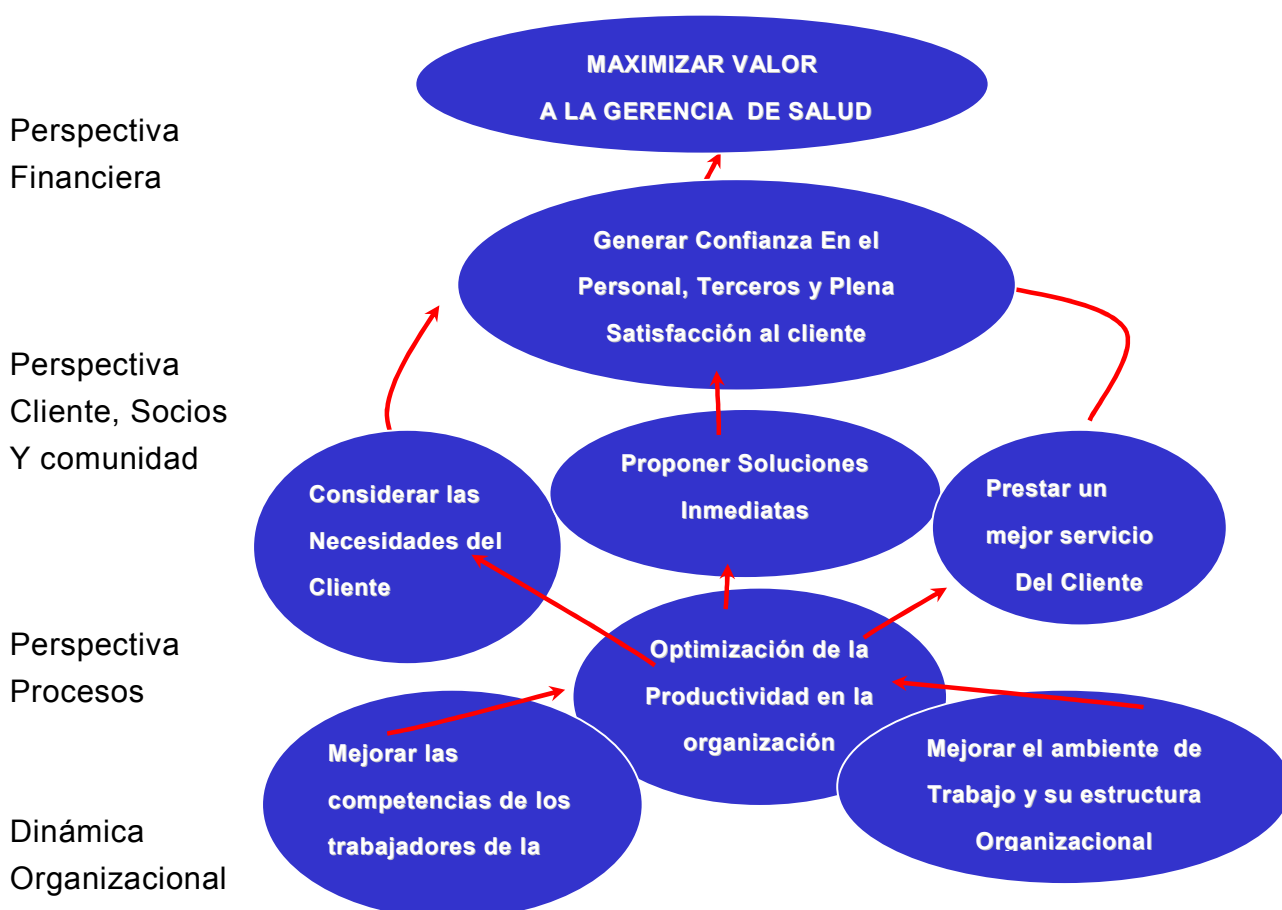 MAXIMIZAR VALOR
A LA GERENCIA DE SALUD
Perspectiva
Financiera
Generar Confianza En el
Personal, Terceros y Plena
Satisfacción al cliente
Perspectiva
Cliente, Socios
Y comunidad
Considerar las
Necesidades del
Cliente
Proponer Soluciones
Inmediatas
Prestar un
mejor servicio
Del Cliente
Perspectiva
Procesos
Optimización de la
Productividad en la
organización
Mejorar las
competencias de los
trabajadores de la
Mejorar el ambiente de
Trabajo y su estructura
Organizacional
Dinámica
Organizacional